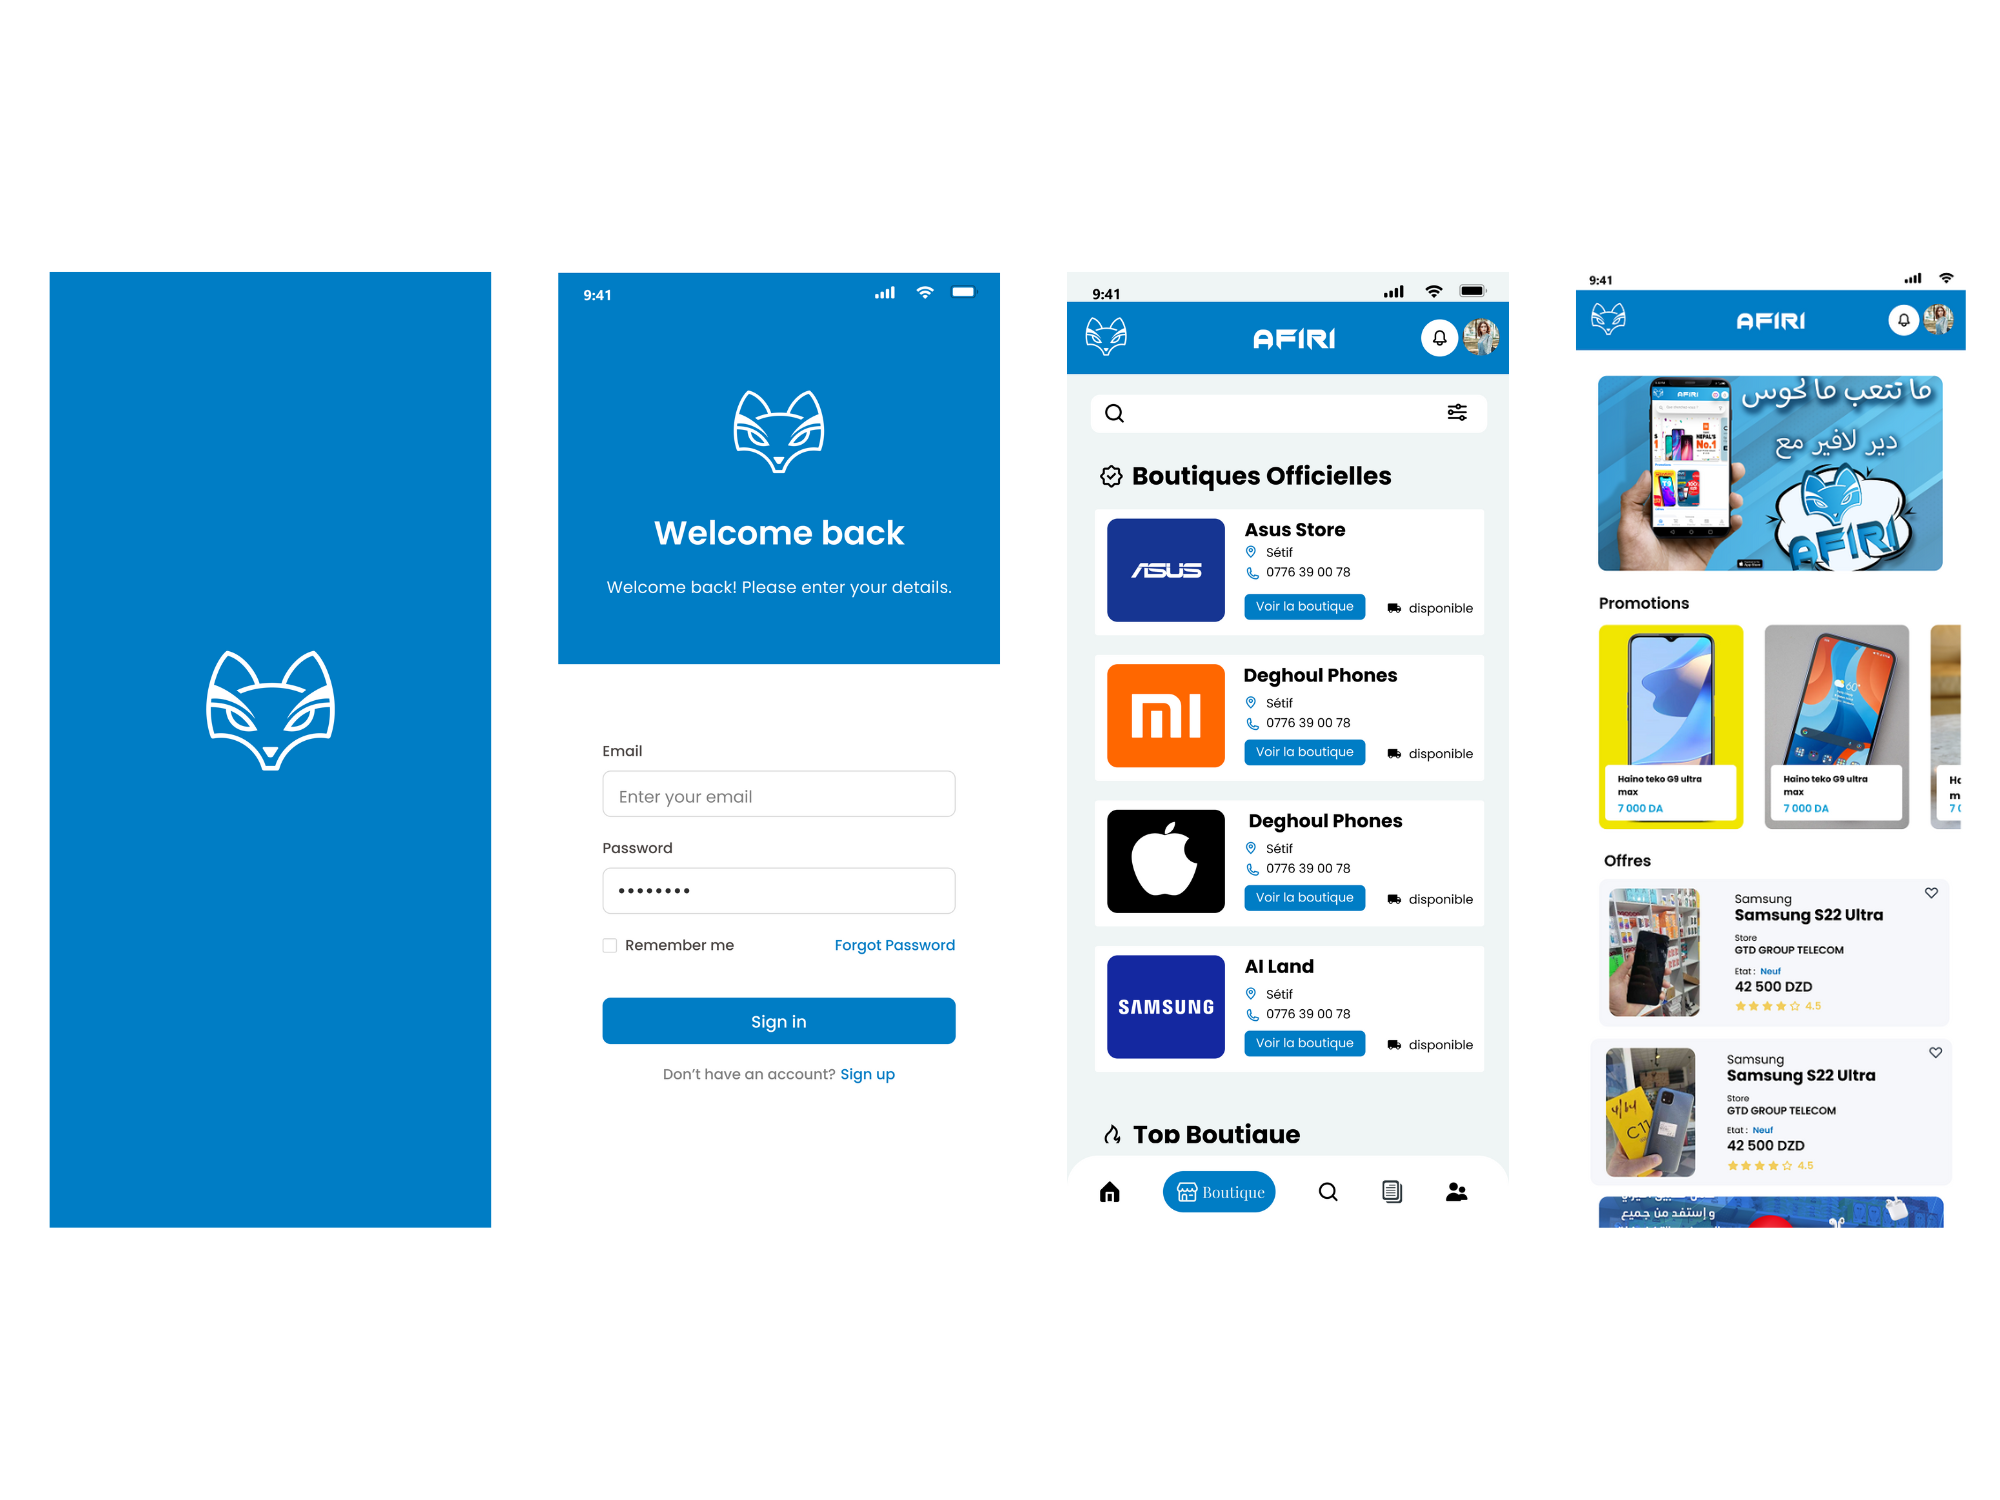 9:41
Welcome back
Welcome back! Please enter your details.
Email
Enter your email
Password
Remember me
Forgot Password
Sign in
Don't have an account? Sign up
9:41
AFIRI
Boutiques Officielles
ASUS
Asus Store
Sétif
0776 39 00 78
Voir la boutique
disponible
Deghoul Phones
Sétif
0776 39 00 78
Voir la boutique
disponible
Deghoul Phones
Sétif
0776 39 00 78
Voir la boutique
disponible
SAMSUNG
Al Land
Sétif
0776 39 00 78
Voir la boutique
disponible
Top Boutique
Boutique
9:41
AFIRI
ما تتعب ما تحوس
دير لافير مع
AFIRI
NEPAL'S
No.1
Promotions
Haino teko G9 ultra
max
7 000 DA
Haino teko G9 ultra
max
7 000 DA
Offres
Samsung
Samsung S22 Ultra
Store
GTD GROUP TELECOM
Etat : Neuf
42 500 DZD
4.5
C11
Samsung
Samsung S22 Ultra
Store
GTD GROUP TELECOM
Etat : Neuf
42 500 DZD
4.5
و إستفد من جميع